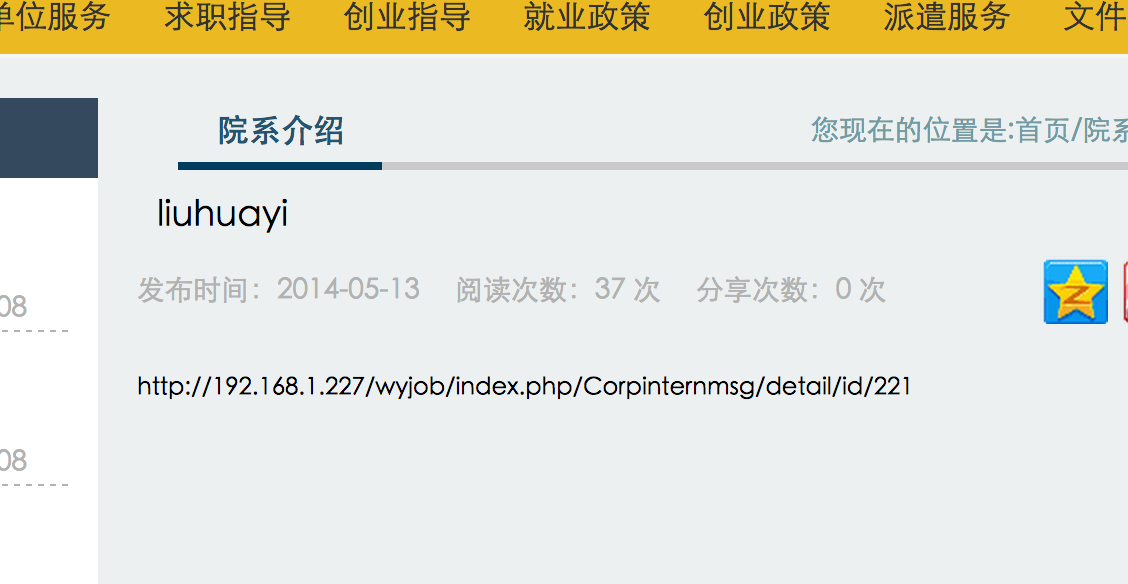 单位服务 求职指导 创业指导 就业政策 创业政策 派遣服务 文件
院系介绍 您现在的位置是:首页/院系
liuhuayi
发布时间：2014-05-13 阅读次数：37 次 分享次数：0 次
08
http://192.168.1.227/wyjob/index.php/Corpinternmsg/detail/id/221
08